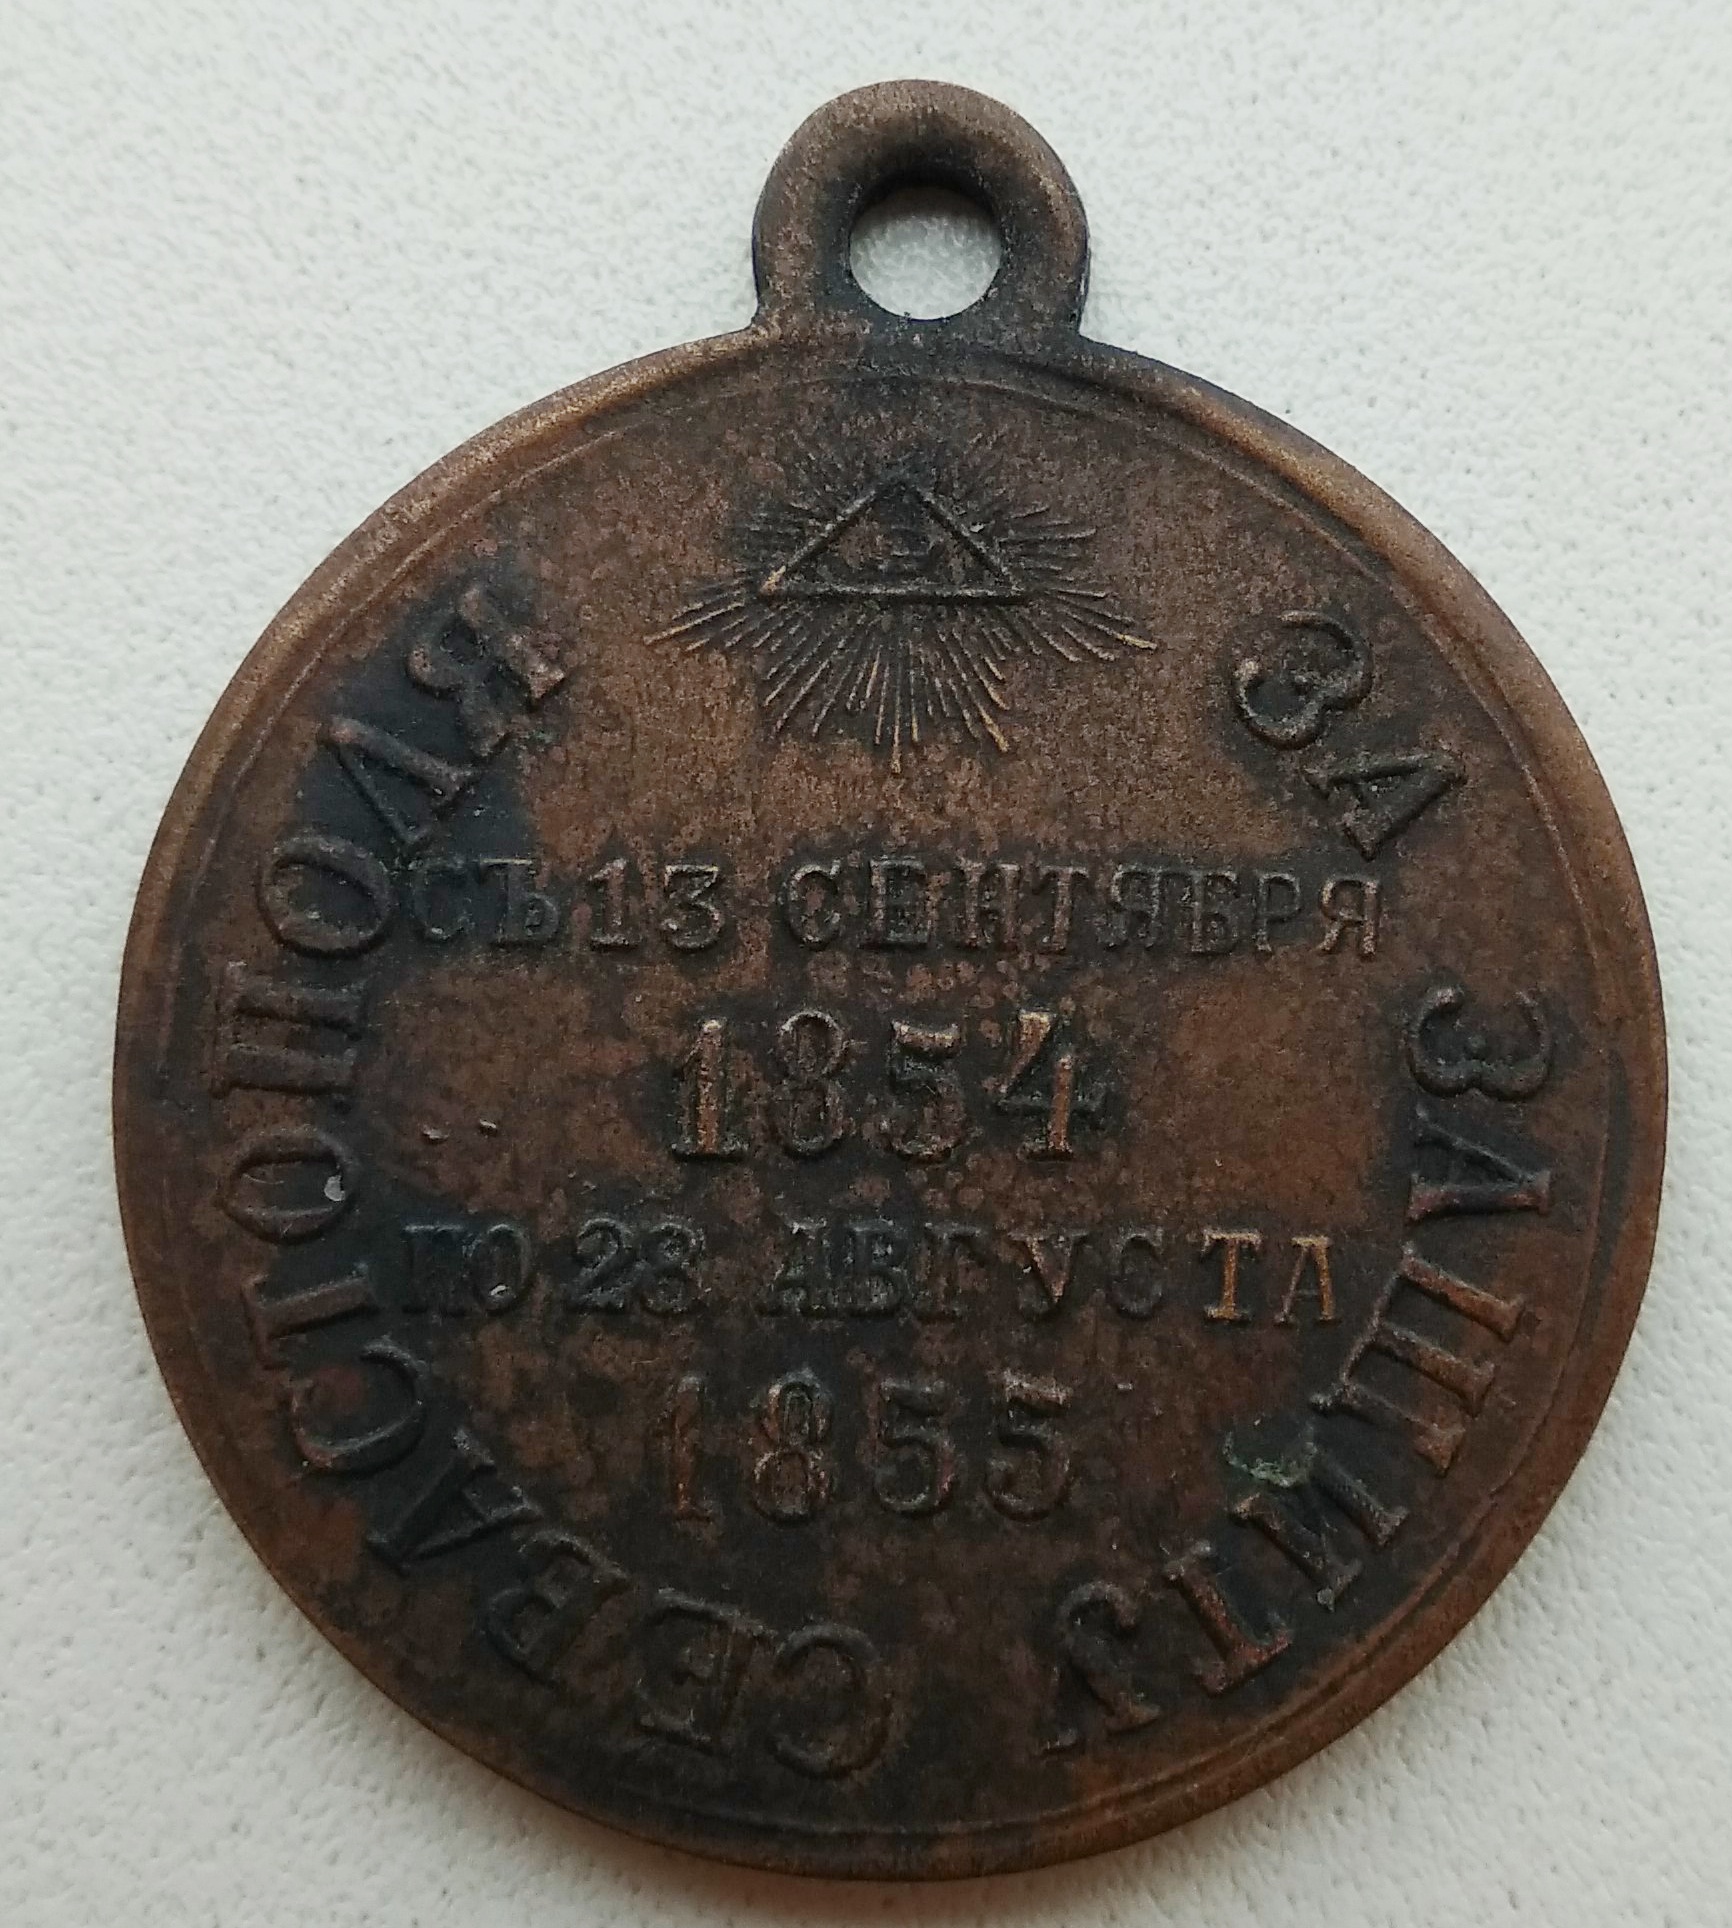 ЗА ЗАЩИТУ СЕВАСТОПОЛЯ
СЪ 13 СЕНТЯБРЯ
1854
ПО 28 АВГУСТА
1855